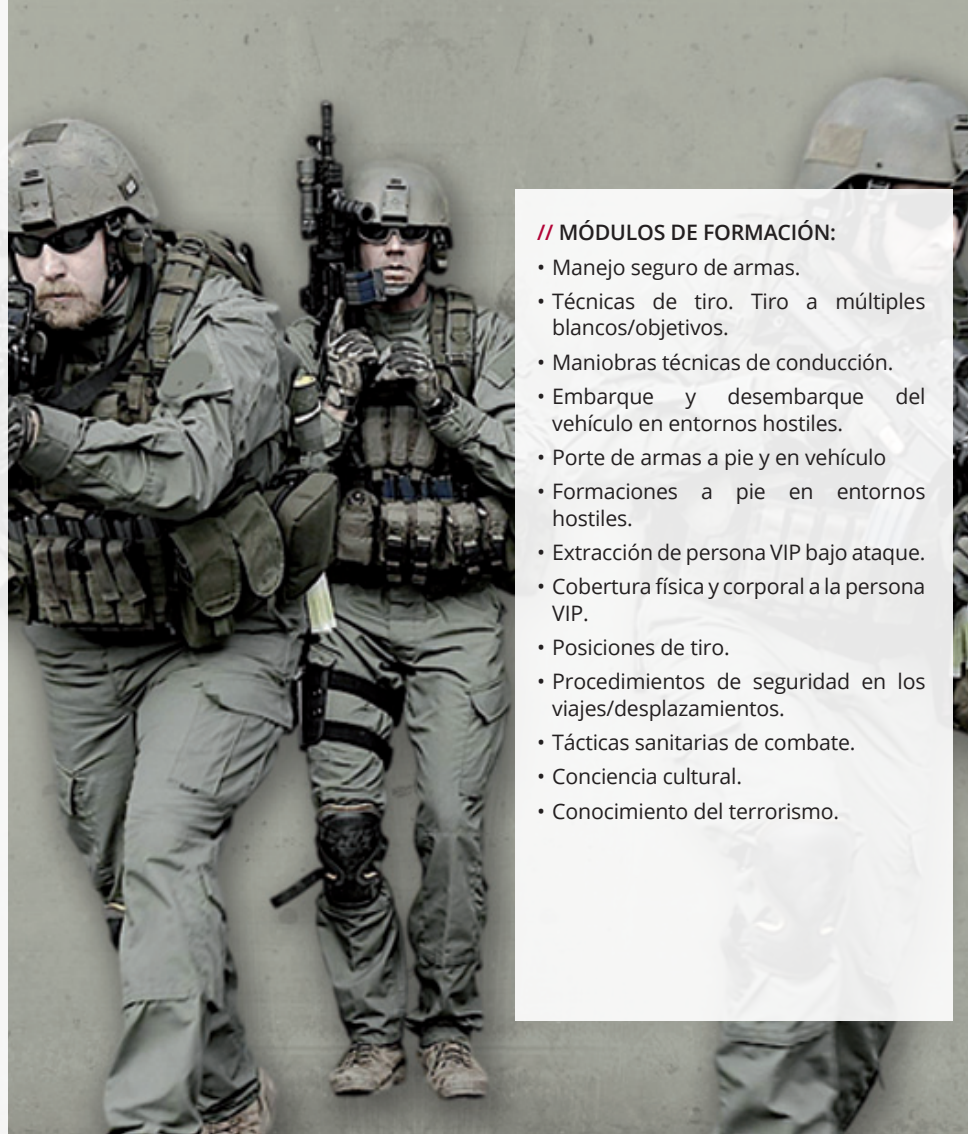 // MÓDULOS DE FORMACIÓN:
• Manejo seguro de armas.
• Técnicas de tiro. Tiro a múltiples
blancos/objetivos.
• Maniobras técnicas de conducción.
• Embarque y desembarque del
vehículo en entornos hostiles.
• Porte de armas a pie y en vehículo
• Formaciones a pie en entornos
hostiles.
• Extracción de persona VIP bajo ataque.
• Cobertura física y corporal a la persona
VIP.
• Posiciones de tiro.
• Procedimientos de seguridad en los
viajes/desplazamientos.
• Tácticas sanitarias de combate.
• Conciencia cultural.
• Conocimiento del terrorismo.